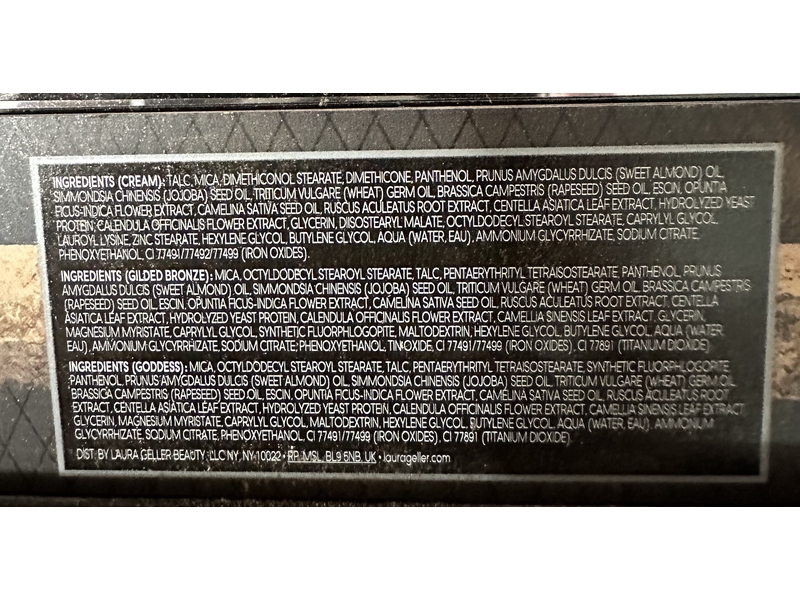 INGREDIENTS (CREAM): TALC, MICA, DIMETHICONOL STEARATE, DIMETHICONE, PANTHENOL, PRUNUS AMYGDALUS DULCIS (SWEET ALMOND) OIL,
SIMMONDSIA CHINENSIS (JOJOBA) SEED OIL, TRITICUM VULGARE (WHEAT) GERM OIL, BRASSICA CAMPESTRIS (RAPESEED) SEED OIL, ESCIN, OPUNTIA
FICUS-INDICA FLOWER EXTRACT, CAMELINA SATIVA SEED OIL, RUSCUS ACULEATUS ROOT EXTRACT, CENTELLA ASIATICA LEAF EXTRACT, HYDROLYZED YEAST
PROTEIN, CALENDULA OFFICINALIS FLOWER EXTRACT, GLYCERIN, DIISOSTEARYL MALATE, OCTYLDODECYL STEAROYL STEARATE, CAPRYLYL GLYCOL,
LAUROYL LYSINE, ZINC STEARATE, HEXYLENE GLYCOL, BUTYLENE GLYCOL, AQUA (WATER, EAU), AMMONIUM GLYCYRRHIZATE, SODIUM CITRATE,
PHENOXYETHANOL, CI 77491/77492/77499 (IRON OXIDES).
INGREDIENTS (GILDED BRONZE): MICA, OCTYLDODECYL STEAROYL STEARATE, TALC, PENTAERYTHRITYL TETRAISOSTEARATE, PANTHENOL, PRUNUS
AMYGDALUS DULCIS (SWEET ALMOND) OIL, SIMMONDSIA CHINENSIS (JOJOBA) SEED OIL, TRITICUM VULGARE (WHEAT) GERM OIL, BRASSICA CAMPESTRIS
(RAPESEED) SEED OIL, ESCIN, OPUNTIA FICUS-INDICA FLOWER EXTRACT, CAMELINA SATIVA SEED OIL, RUSCUS ACULEATUS ROOT EXTRACT, CENTELLA
ASIATICA LEAF EXTRACT, HYDROLYZED YEAST PROTEIN, CALENDULA OFFICINALIS FLOWER EXTRACT, CAMELLIA SINENSIS LEAF EXTRACT, GLYCERIN,
MAGNESIUM MYRISTATE, CAPRYLYL GLYCOL, SYNTHETIC FLUORPHLOGOPITE, MALTODEXTRIN, HEXYLENE GLYCOL, BUTYLENE GLYCOL, AQUA (WATER
EAU), AMMONIUM GLYCYRRHIZATE, SODIUM CITRATE, PHENOXYETHANOL, TIN OXIDE, CI 77491/77499 (IRON OXIDES), CI 77891 (TITANIUM DIOXIDE)
INGREDIENTS (GODDESS): MICA, OCTYLDODECYL STEAROYL STEARATE, TALC, PENTAERYTHRITYL TETRAISOSTEARATE, SYNTHETIC FLUORPHLOGOPITE
PANTHENOL, PRUNUS AMYGDALUS DULCIS (SWEET ALMOND) OIL, SIMMONDSIA CHINENSIS (JOJOBA) SEED OIL, TRITICUM VULGARE (WHEAT) GERM OIL
BRASSICA CAMPESTRIS (RAPESEED) SEED OIL, ESCIN, OPUNTIA FICUS-INDICA FLOWER EXTRACT, CAMELINA SATIVA SEED OIL, RUSCUS ACULEATUS ROOT
EXTRACT, CENTELLA ASIATICA LEAF EXTRACT, HYDROLYZED YEAST PROTEIN, CALENDULA OFFICINALIS FLOWER EXTRACT, CAMELLIA SINENSIS LEAF EXTRACT
GLYCERIN, MAGNESIUM MYRISTATE, CAPRYLYL GLYCOL, MALTODEXTRIN, HEXYLENE GLYCOL, BUTYLENE GLYCOL, AQUA (WATER, EAU), AMMONIUM
GLYCYRRHIZATE, SODIUM CITRATE, PHENOXYETHANOL, CI 77491/77499 (IRON OXIDES), CI 77891 (TITANIUM DIOXIDE).
DIST. BY LAURA GELLER BEAUTY, LLC NY, NY 10022 • RP: MSL, BL9 5NB, UK • laurageller.com